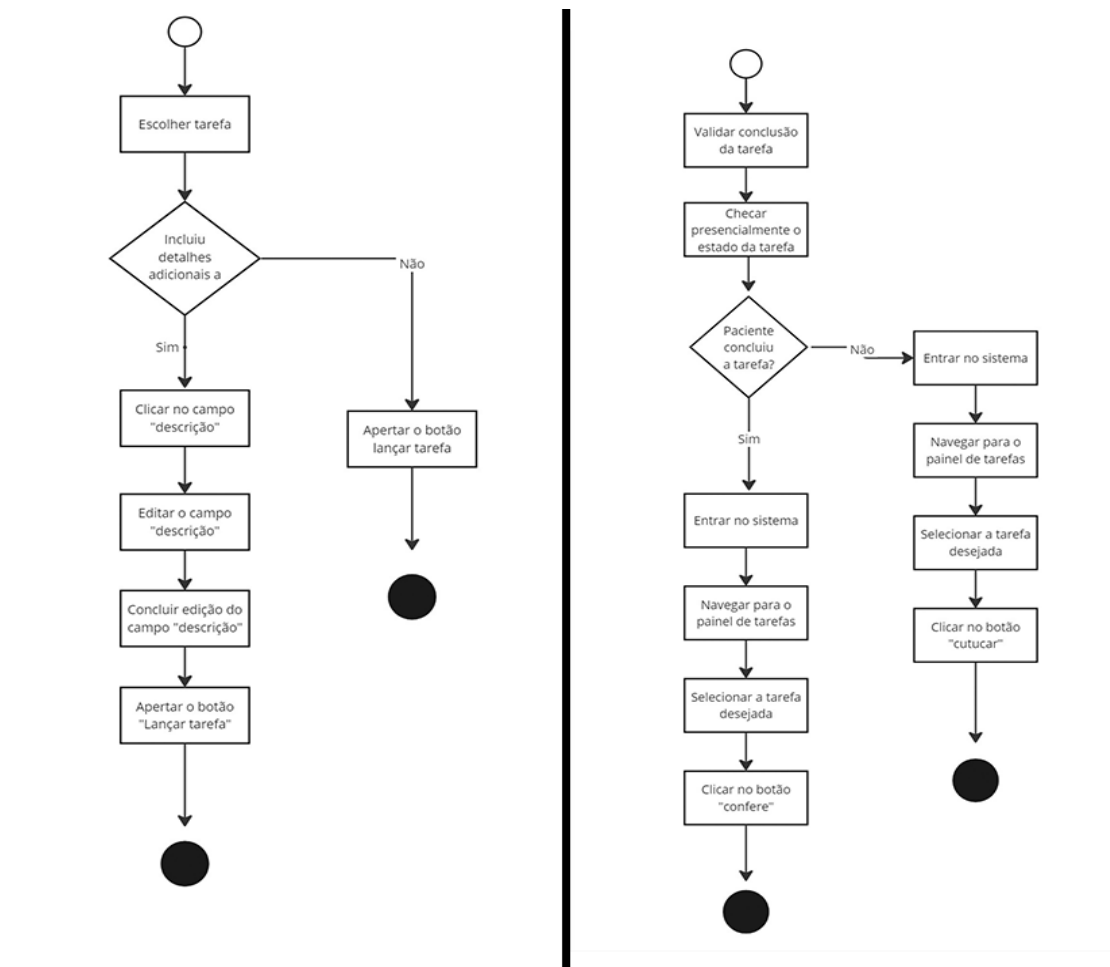 Escolher tarefa
Incluiu
detalhes
adicionais a
Não
Sim
Clicar no campo
"descrição"
Apertar o botão
lançar tarefa
Editar o campo
"descrição"
Concluir edição do
campo "descrição"
Apertar o botão
"Lançar tarefa"
Validar conclusão
da tarefa
Checar
presencialmente o
estado da tarefa
Paciente
concluiu
a tarefa?
Não
Entrar no sistema
Navegar para o
painel de tarefas
Selecionar a tarefa
desejada
Clicar no botão
"cutucar"
Sim
Entrar no sistema
Navegar para o
painel de tarefas
Selecionar a tarefa
desejada
Clicar no botão
"confere"